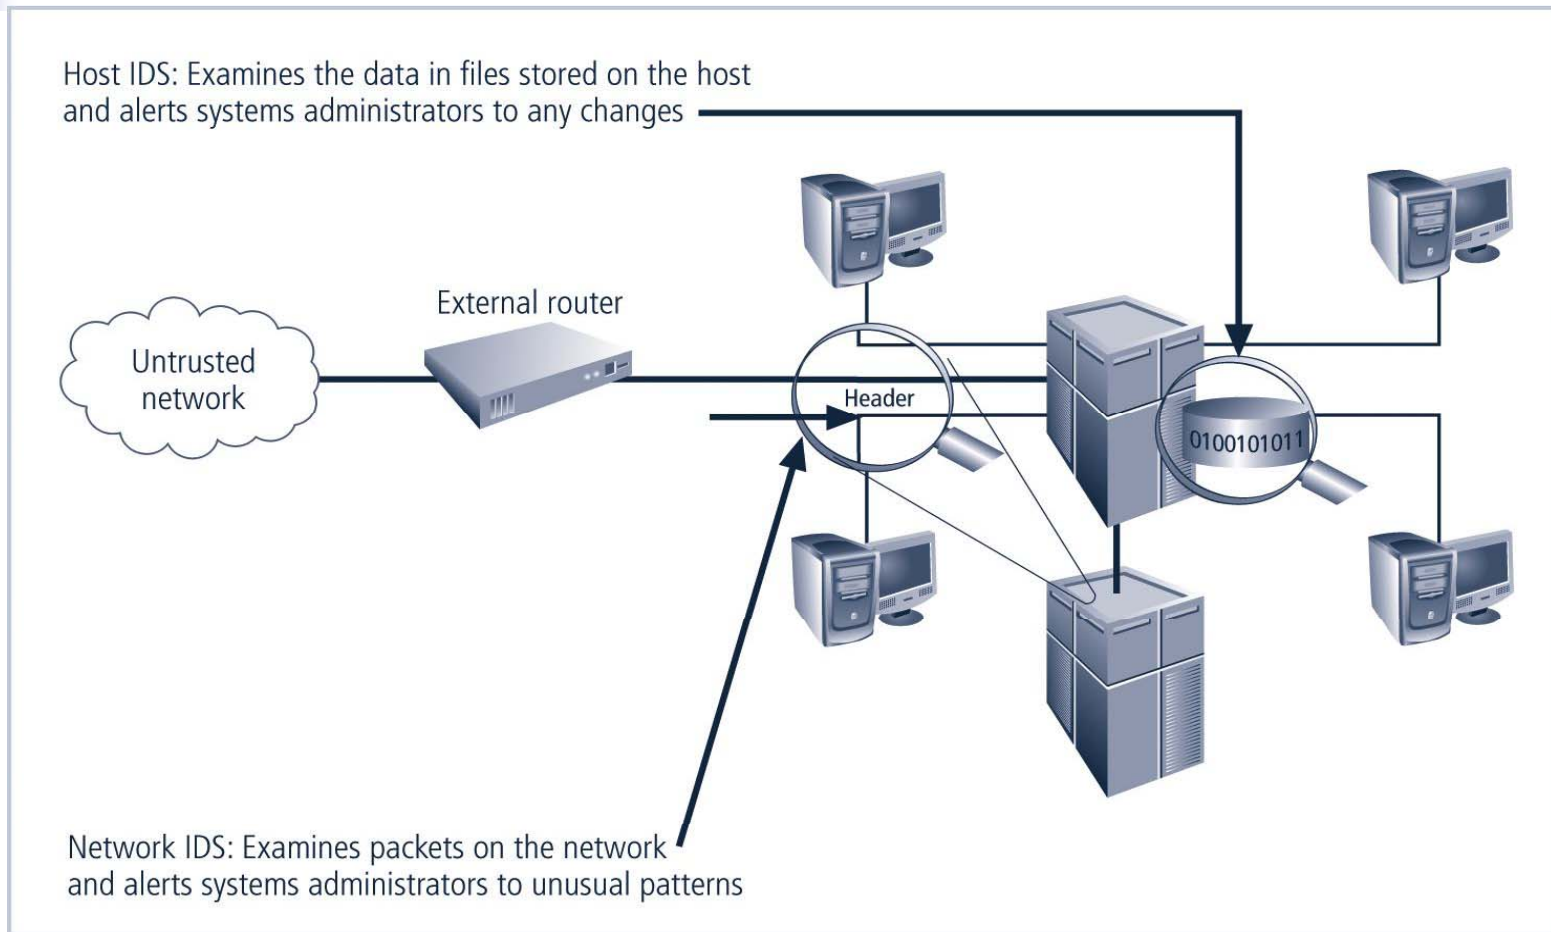 Host IDS: Examines the data in files stored on the host
and alerts systems administrators to any changes
External router
Untrusted
network
Header
0100101011
Network IDS: Examines packets on the network
and alerts systems administrators to unusual patterns